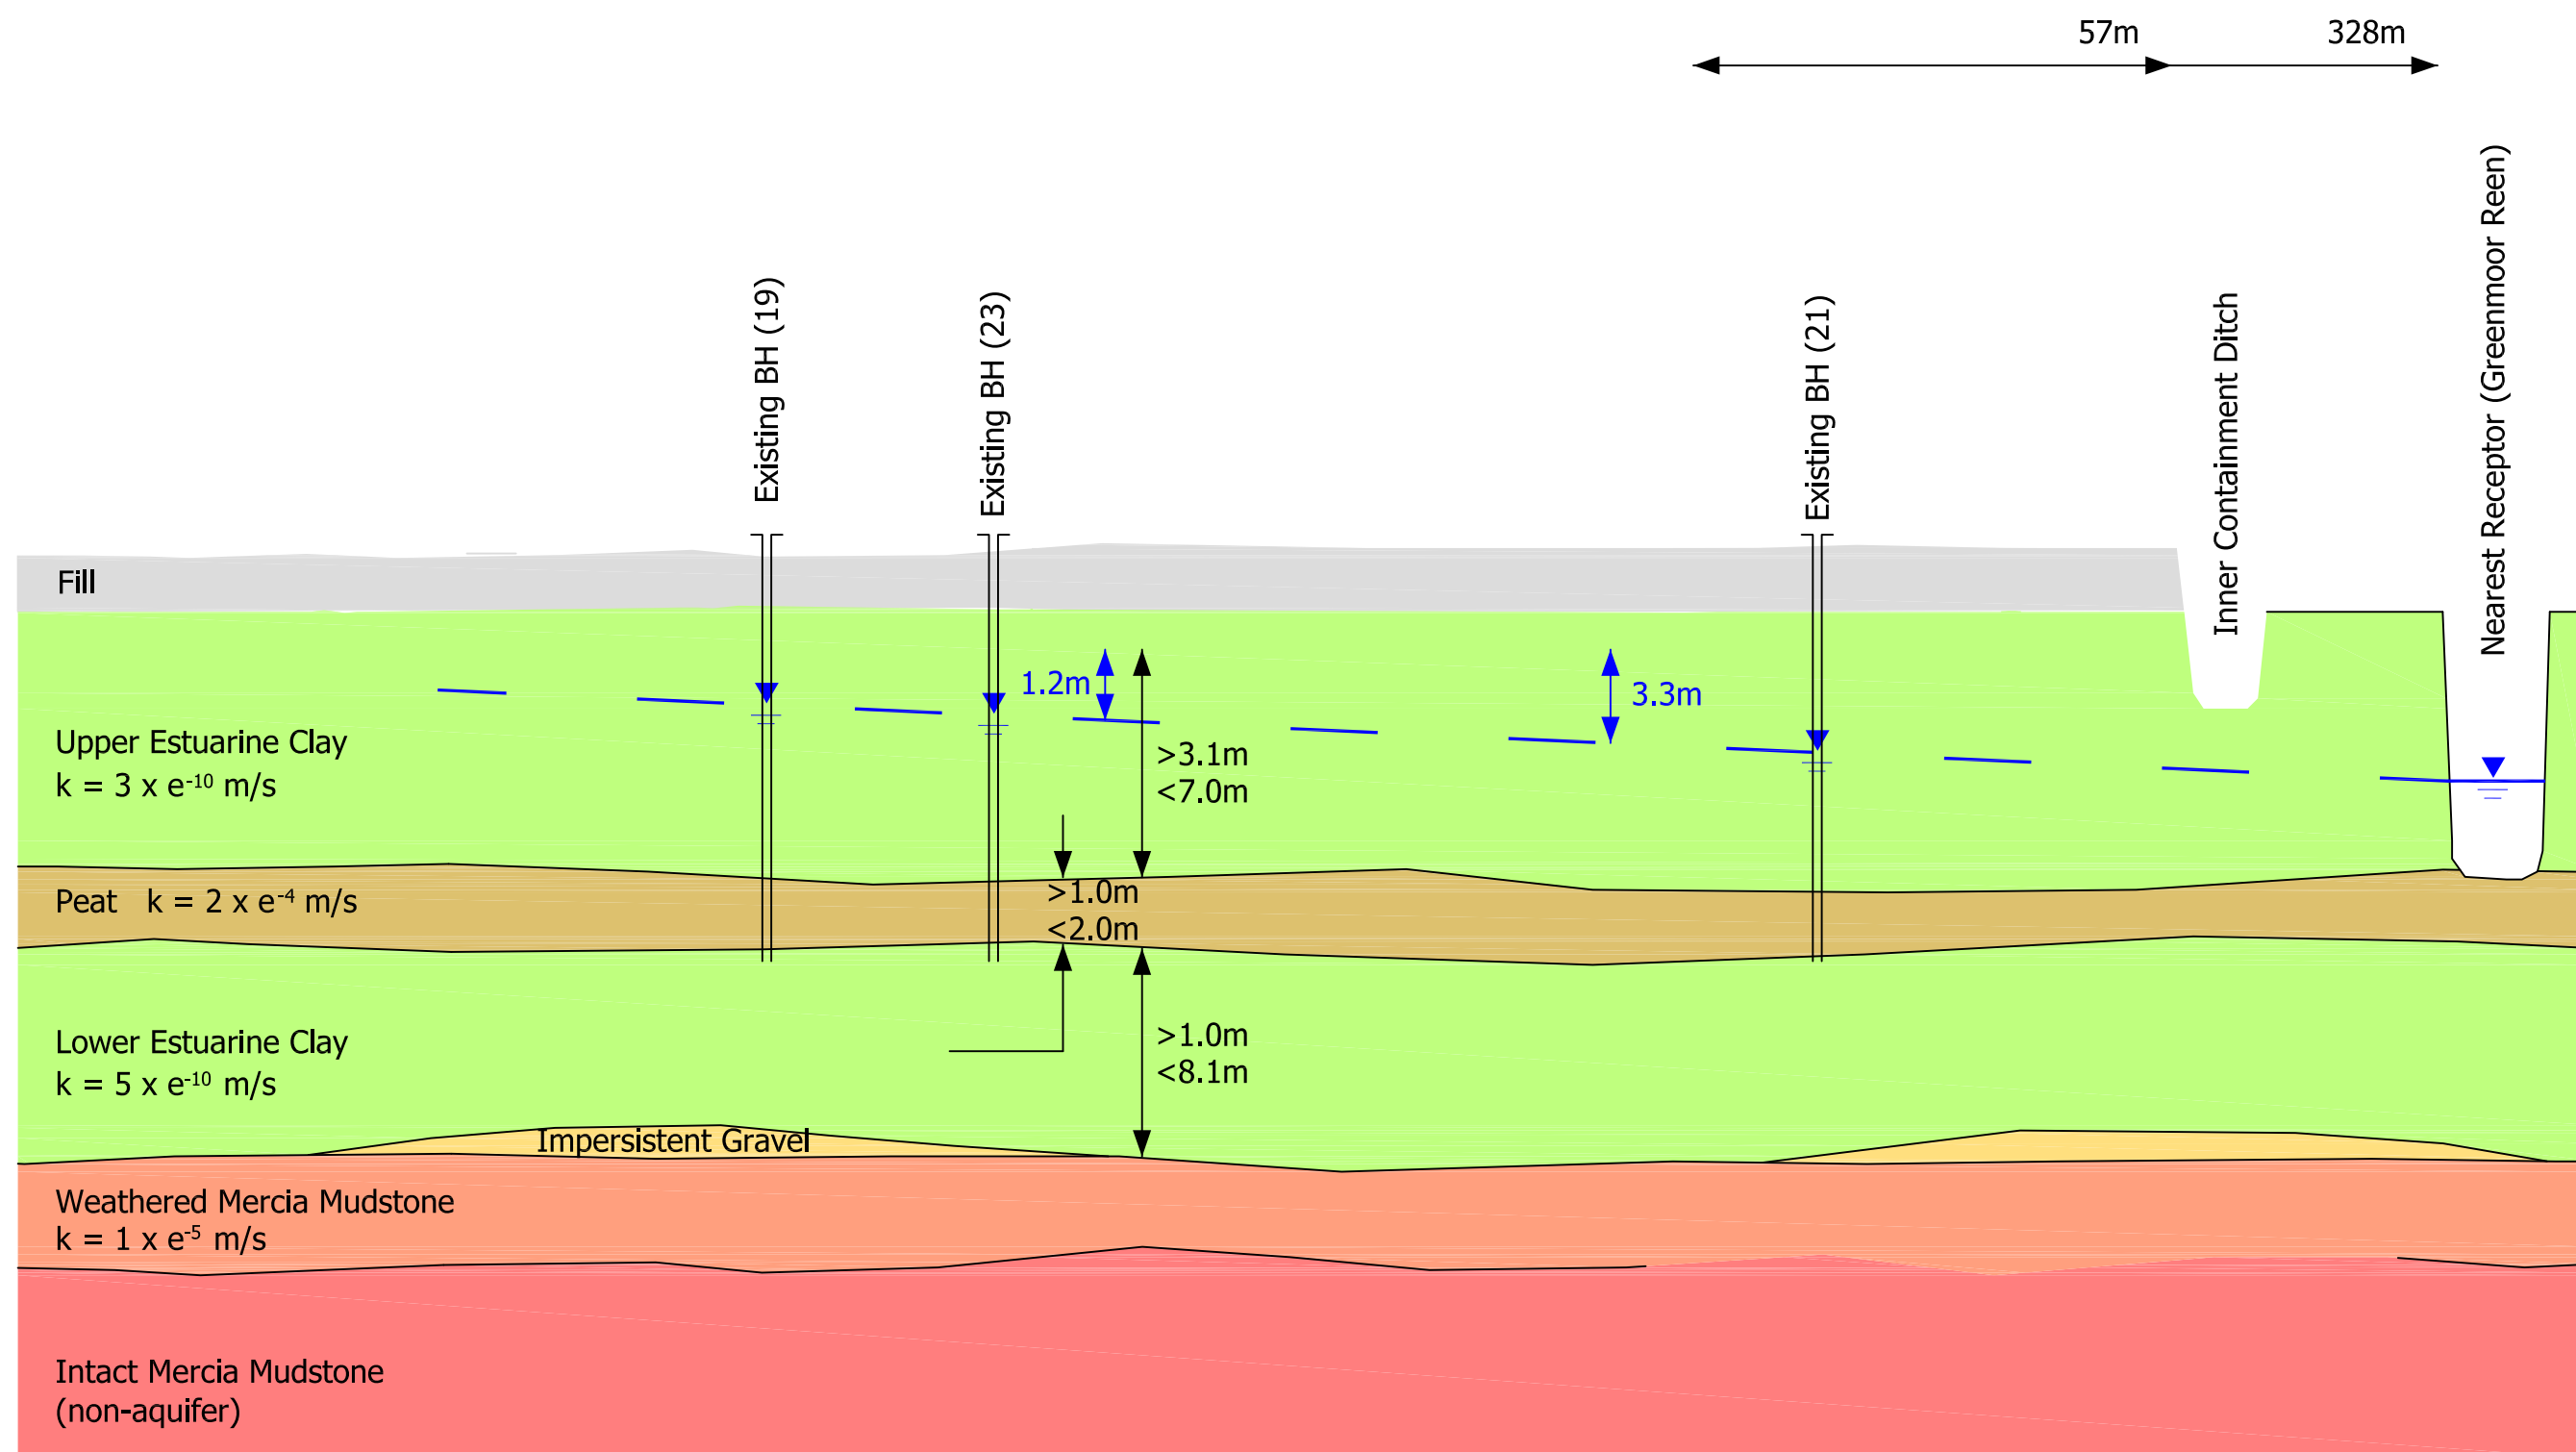 57m
328m
Existing BH (19)
Existing BH (23)
Existing BH (21)
Inner Containment Ditch
Nearest Receptor (Greenmoor Reen)
Fill
1.2m
3.3m
Upper Estuarine Clay
k = 3 x e-10 m/s
>3.1m
<7.0m
Peat k = 2 x e-4 m/s
>1.0m
<2.0m
Lower Estuarine Clay
k = 5 x e-10 m/s
>1.0m
<8.1m
Impersistent Gravel
Weathered Mercia Mudstone
k = 1 x e-5 m/s
Intact Mercia Mudstone
(non-aquifer)